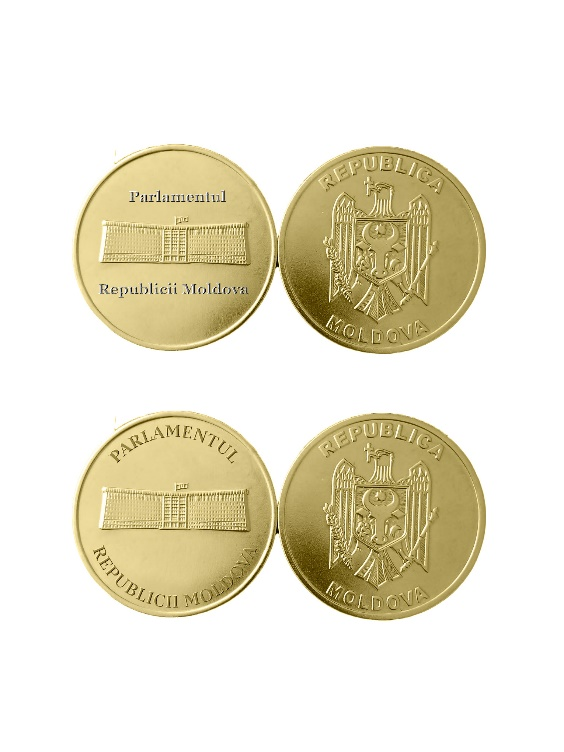 Parlamentul
Republicii Moldova
REPUBLICA
MOLDOVA
PARLAMENTUL
REPUBLICII MOLDOVA
REPUBLICA
MOLDOVA